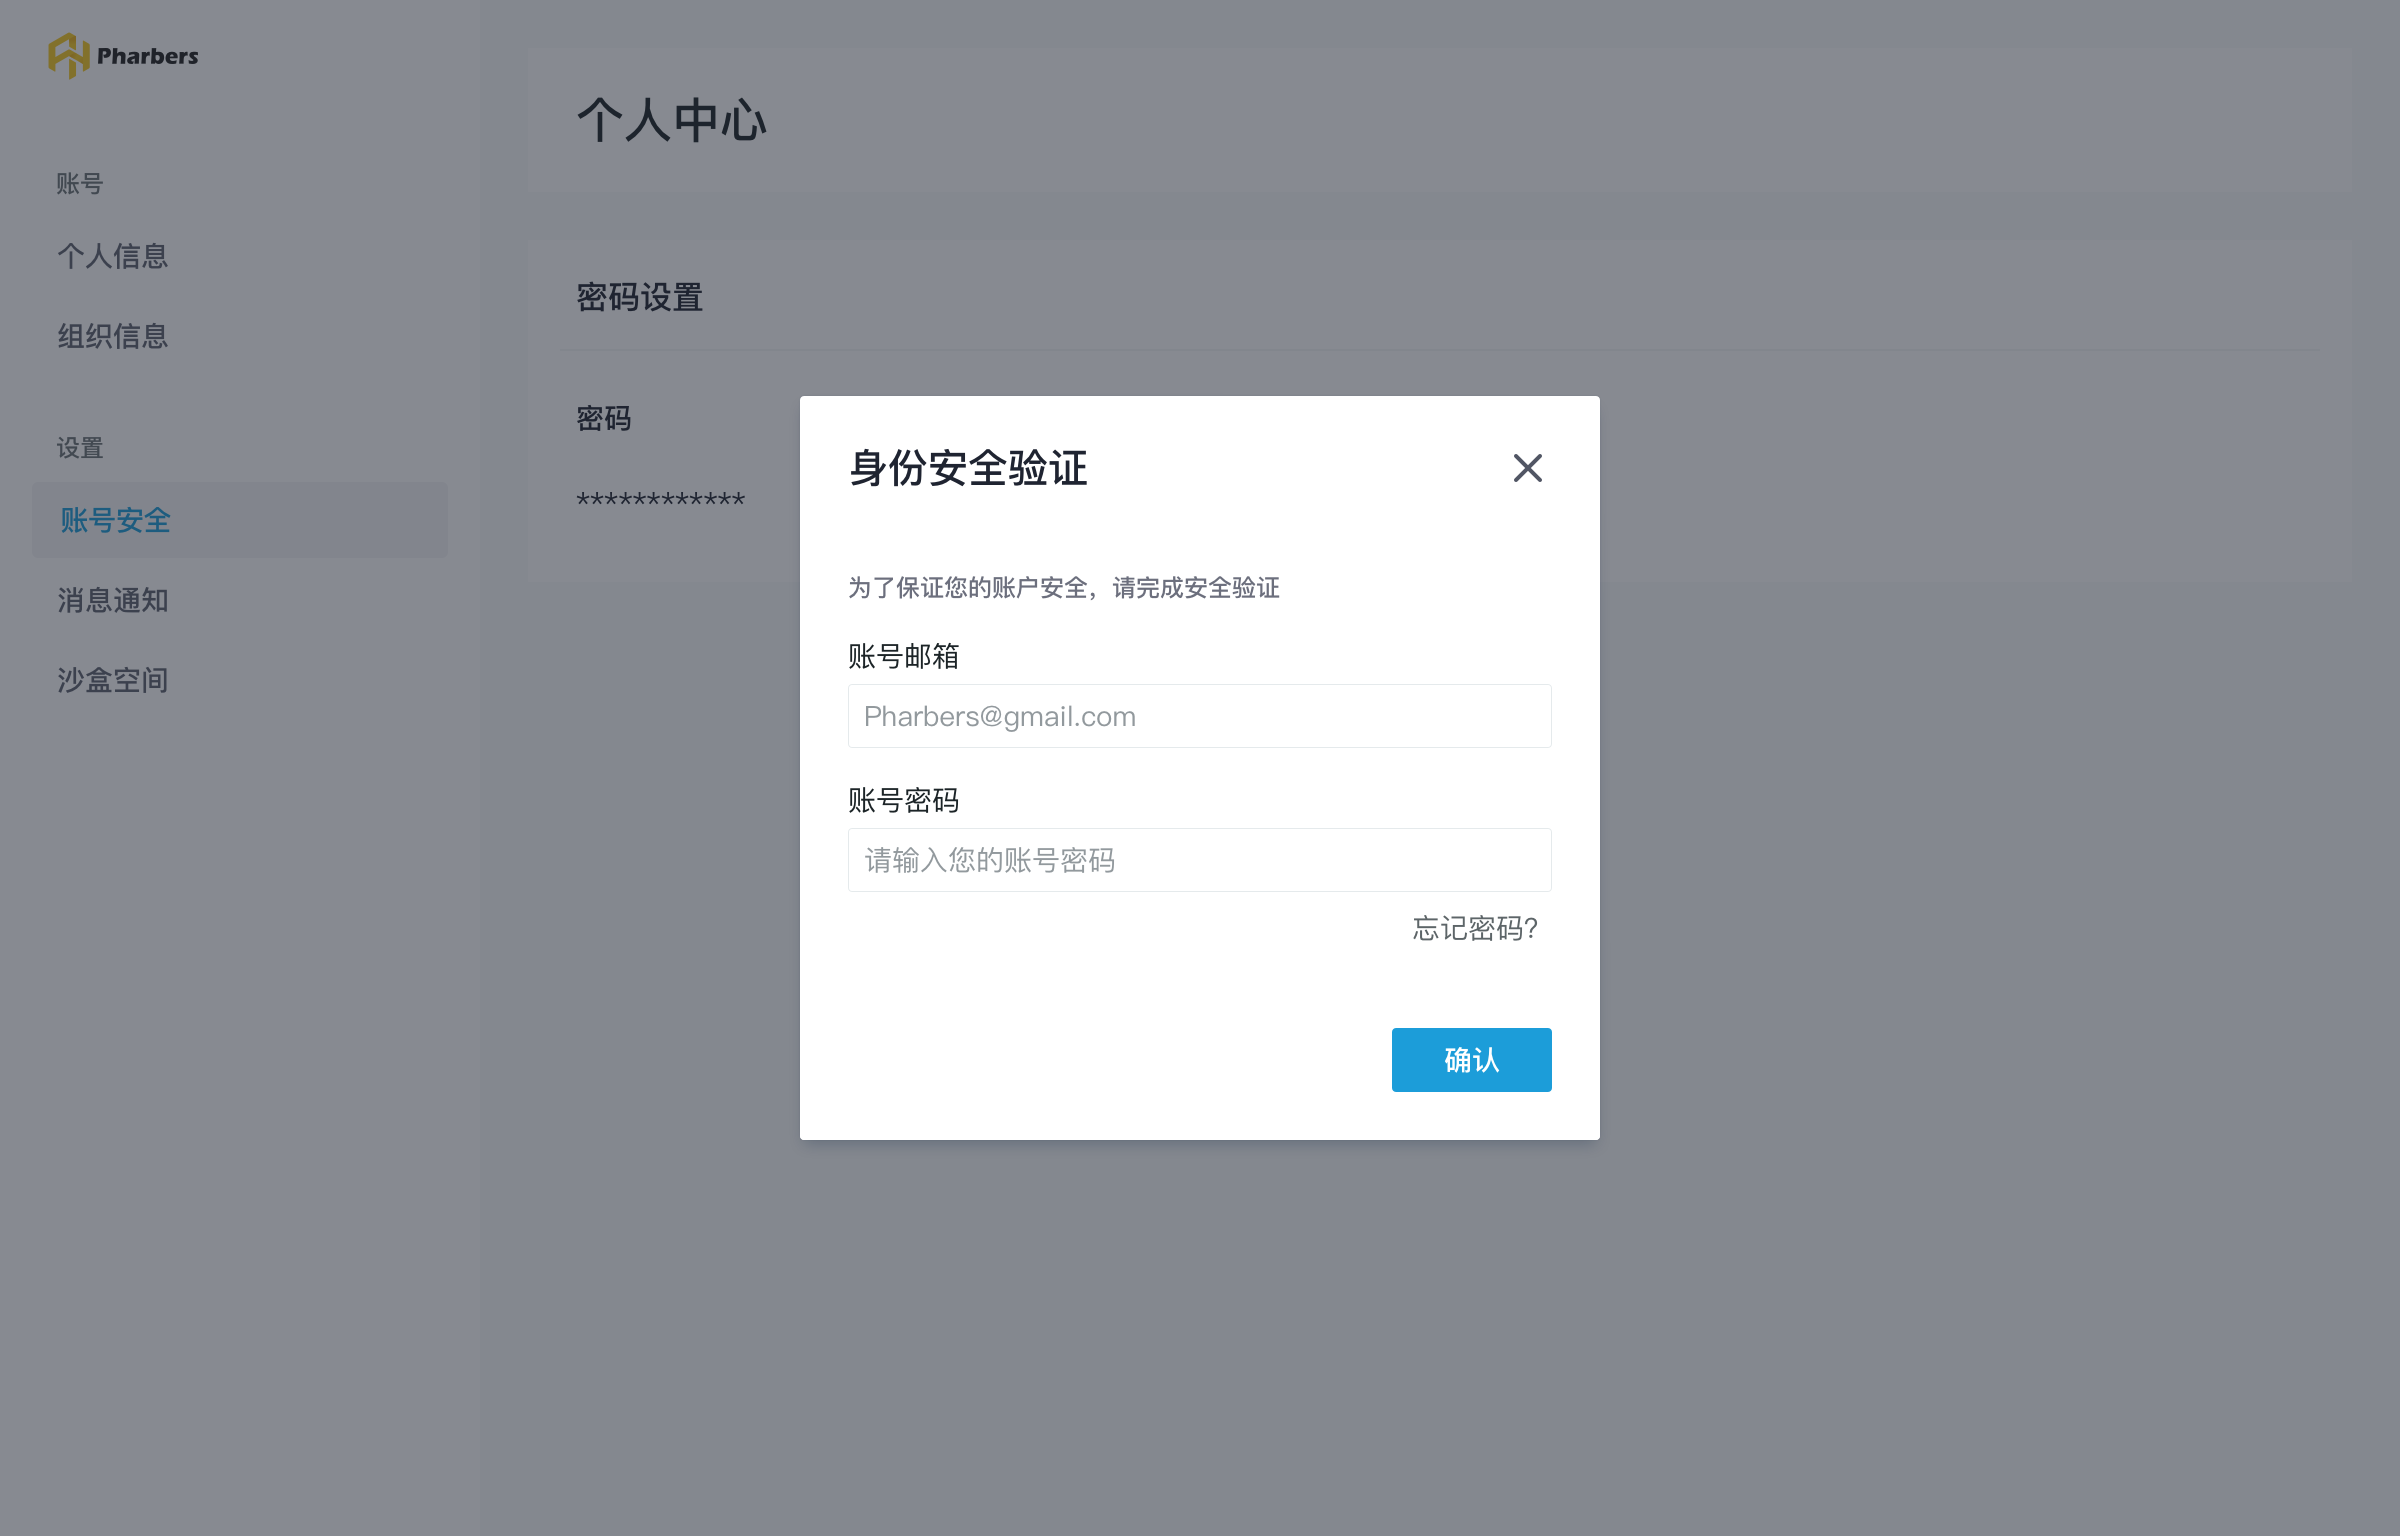 Pharbers
账号
个人信息
组织信息
设置
账号安全
消息通知
沙盒空间
个人中心
密码设置
密码
************
身份安全验证
为了保证您的账户安全，请完成安全验证
账号邮箱
Pharbers@gmail.com
账号密码
请输入您的账号密码
忘记密码?
确认